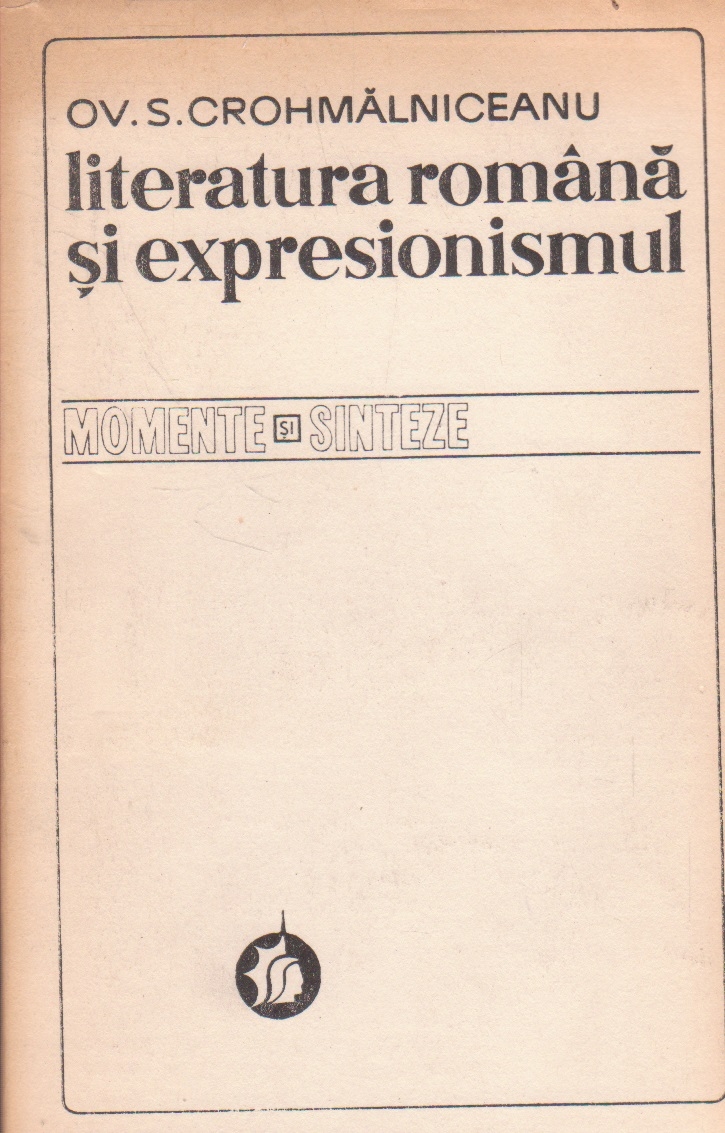 OV. S. CROHMĂLNICEANU
literatura română
și expresionismul
MOMENTE ȘI SINTEZE